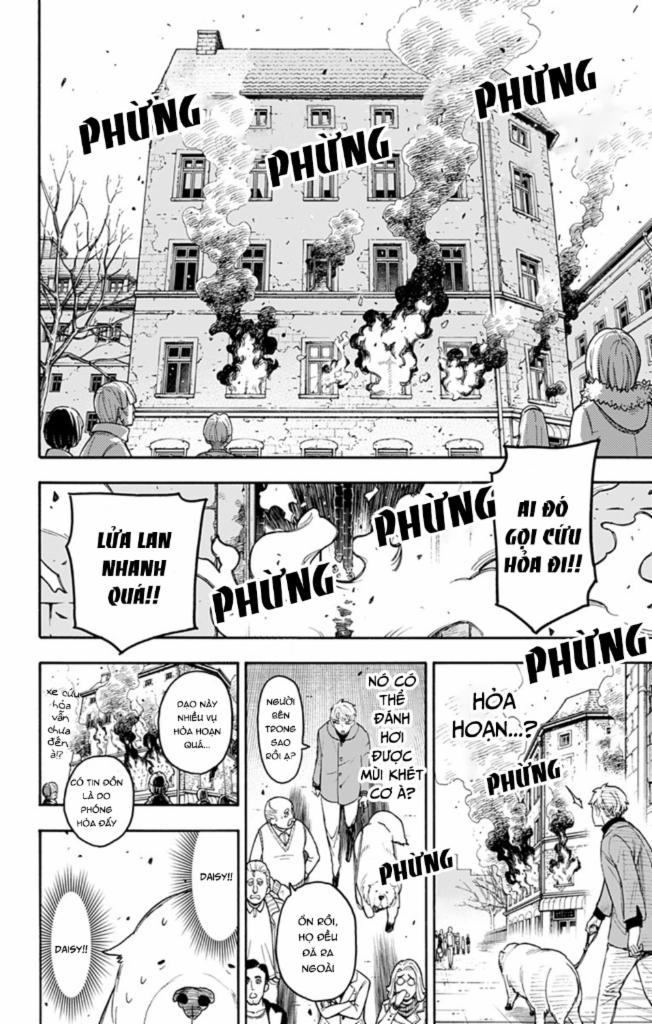 PHỪNG
PHỪNG
PHỪNG
AI ĐÓ
GỌI CỨU
HỎA ĐI!!
PHỪNG
LỬA LAN
NHANH
QUÁ!!
PHỪNG
PHỪNG
HỎA
HOẠN...?
PHỪNG
NÓ CÓ
THỂ
ĐÁNH
HƠI
ĐƯỢC
MÙI KHÉT
CƠ À?
NGƯỜI
BÊN
TRONG
SAO
RỒI Ạ?
PHỪNG
ỔN RỒI,
HỌ ĐỀU
ĐÃ RA
NGOÀI
DẠO NÀY
NHIỀU VỤ
HỎA HOẠN
QUÁ...
xe cứu
hỏa
vẫn
chưa
đến
à!?
CÓ TIN ĐỒN
LÀ DO
PHÓNG
HỎA ĐẤY
DAISY!!
DAISY!!